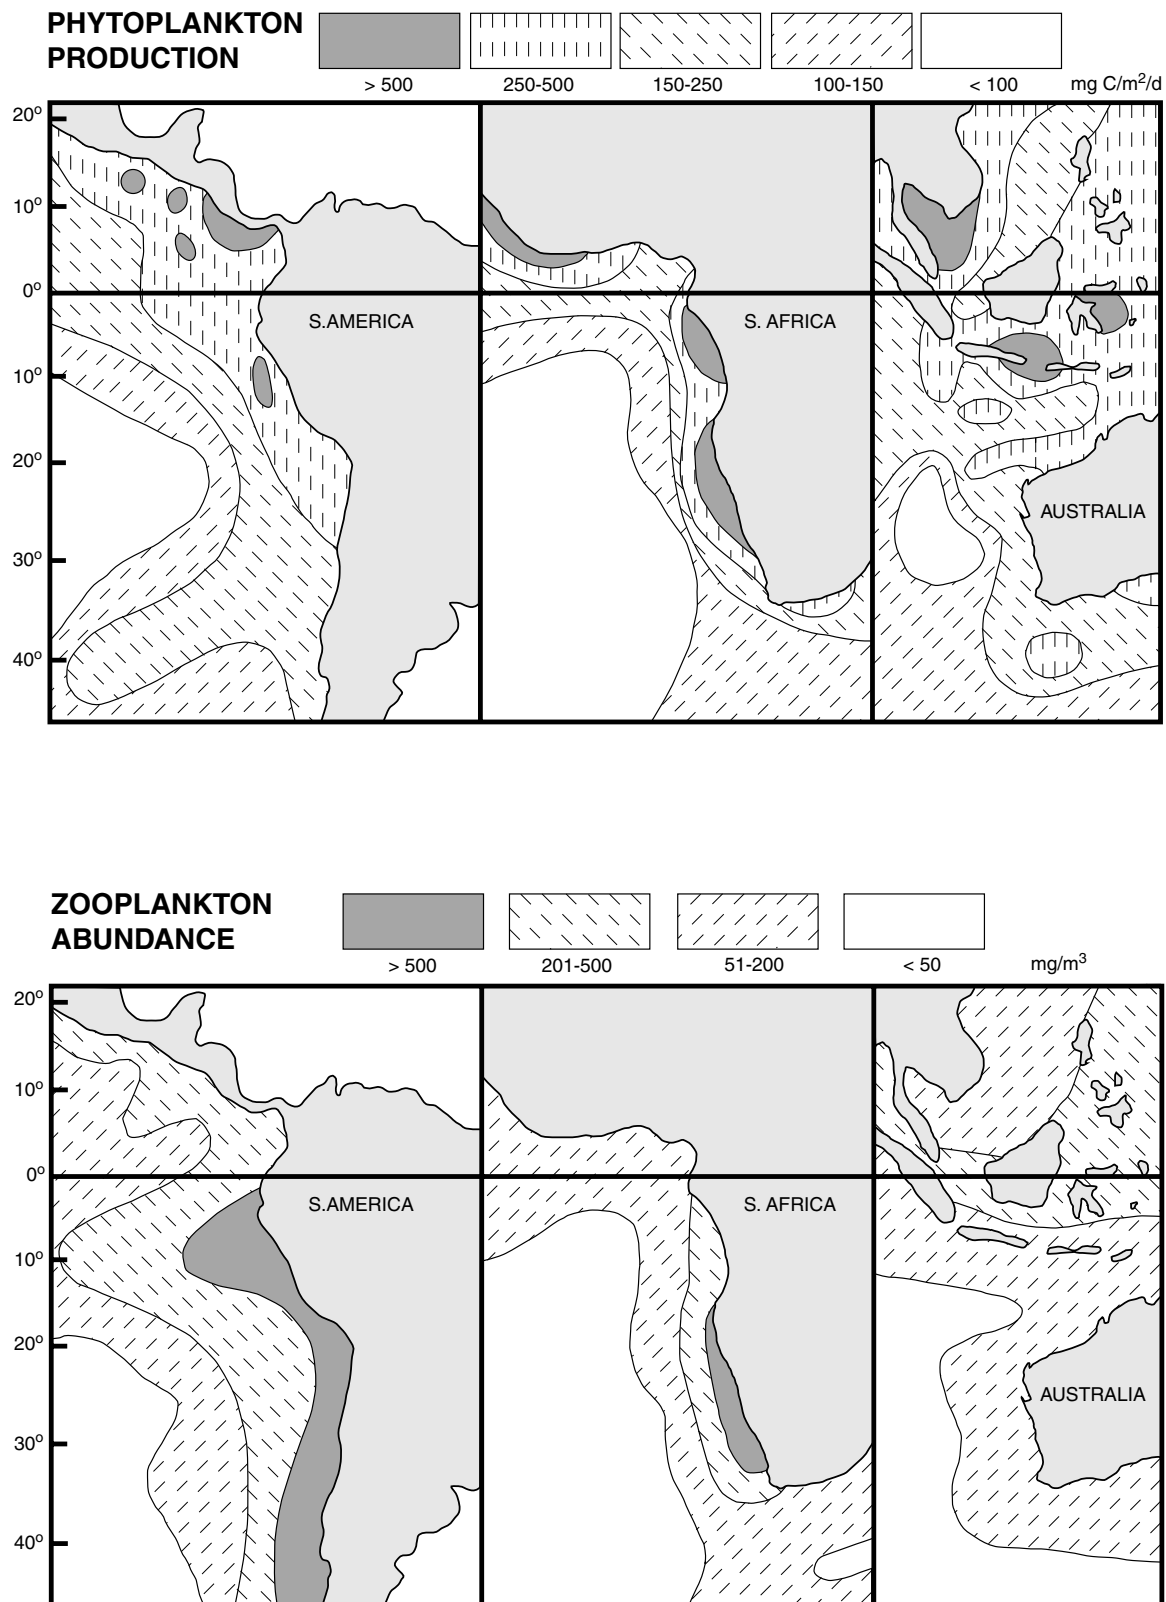 PHYTOPLANKTON
PRODUCTION
> 500 250-500 150-250 100-150 < 100 mg C/m²/d
20º
10º
0º
S.AMERICA S. AFRICA
10º
20º
AUSTRALIA
30º
40º
ZOOPLANKTON
ABUNDANCE
> 500 201-500 51-200 < 50 mg/m³
20º
10º
0º
S.AMERICA S. AFRICA
10º
20º
AUSTRALIA
30º
40º